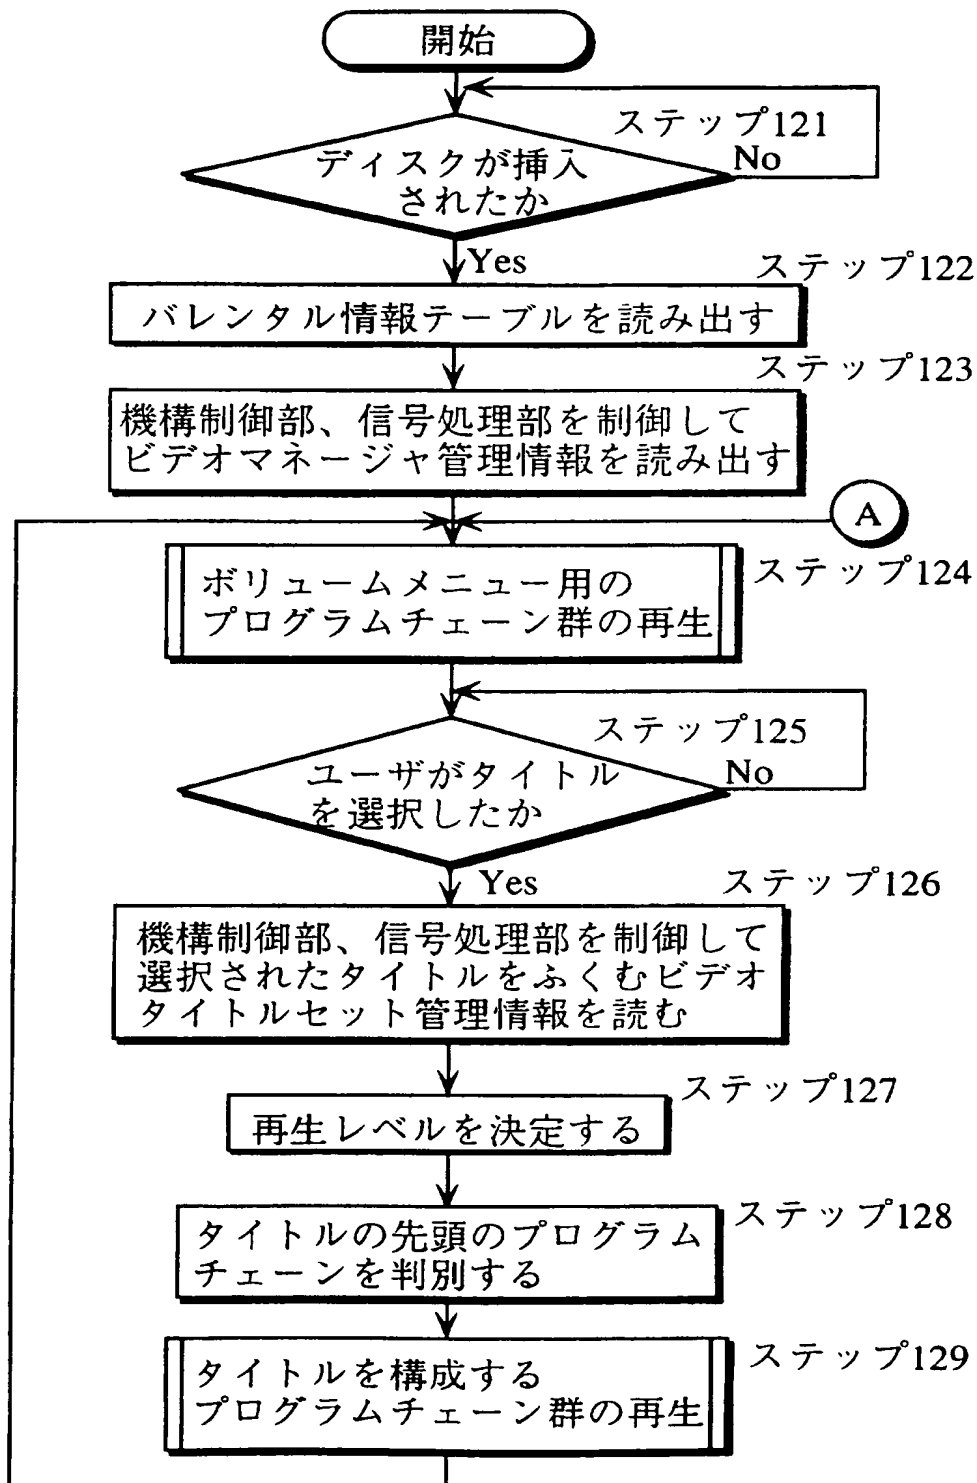 開始
ステップ121
No
ディスクが挿入
されたか
Yes
ステップ122
バレンタル情報テーブルを読み出す
ステップ123
機構制御部、信号処理部を制御して
ビデオマネージャ管理情報を読み出す
A
ステップ124
ボリュームメニュー用の
プログラムチェーン群の再生
ステップ125
No
ユーザがタイトル
を選択したか
Yes
ステップ126
機構制御部、信号処理部を制御して
選択されたタイトルをふくむビデオ
タイトルセット管理情報を読む
ステップ127
再生レベルを決定する
ステップ128
タイトルの先頭のプログラム
チェーンを判別する
ステップ129
タイトルを構成する
プログラムチェーン群の再生